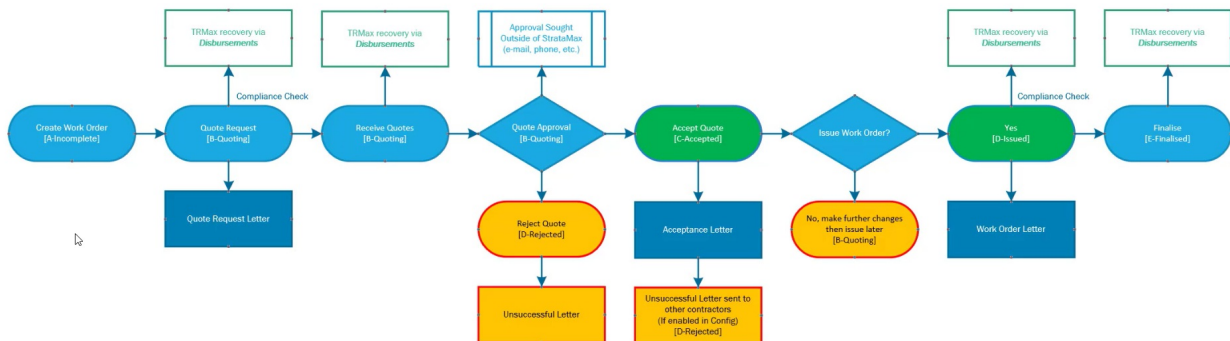 TRMax recovery via
Disbursements
TRMax recovery via
Disbursements
Approval Sought
Outside of StrataMax
(e-mail, phone, etc.)
TRMax recovery via
Disbursements
TRMax recovery via
Disbursements
Compliance Check
Compliance Check
Create Work Order
[A-Incomplete]
Quote Request
[B-Quoting]
Receive Quotes
[B-Quoting]
Quote Approval
[B-Quoting]
Accept Quote
[C-Accepted]
Issue Work Order?
Yes
[D-Issued]
Finalise
[E-Finalised]
Quote Request Letter
Reject Quote
[D-Rejected]
Acceptance Letter
No, make further changes
then issue later
[B-Quoting]
Work Order Letter
Unsuccessful Letter
Unsuccessful Letter sent to
other contractors
(If enabled in Config)
[D-Rejected]